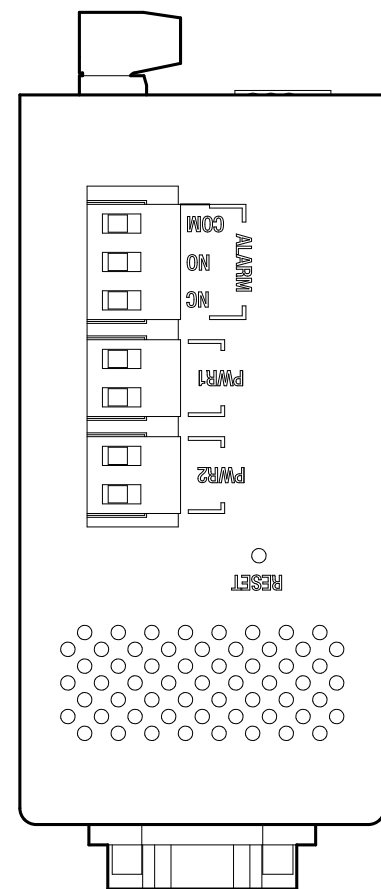 COM
NO
NC
ALARM
PWR1
PWR2
RESET